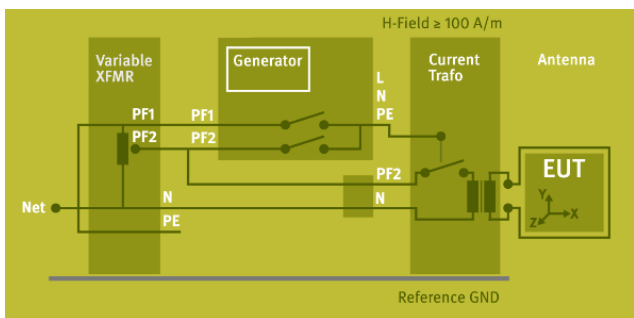 H-Field ≥ 100 A/m
Variable
XFMR
Generator
Current
Trafo
Antenna
L
N
PE
PF1
PF1
PF2
PF2
PF2
EUT
N
N
Net
PE
Y
X
Z
Reference GND